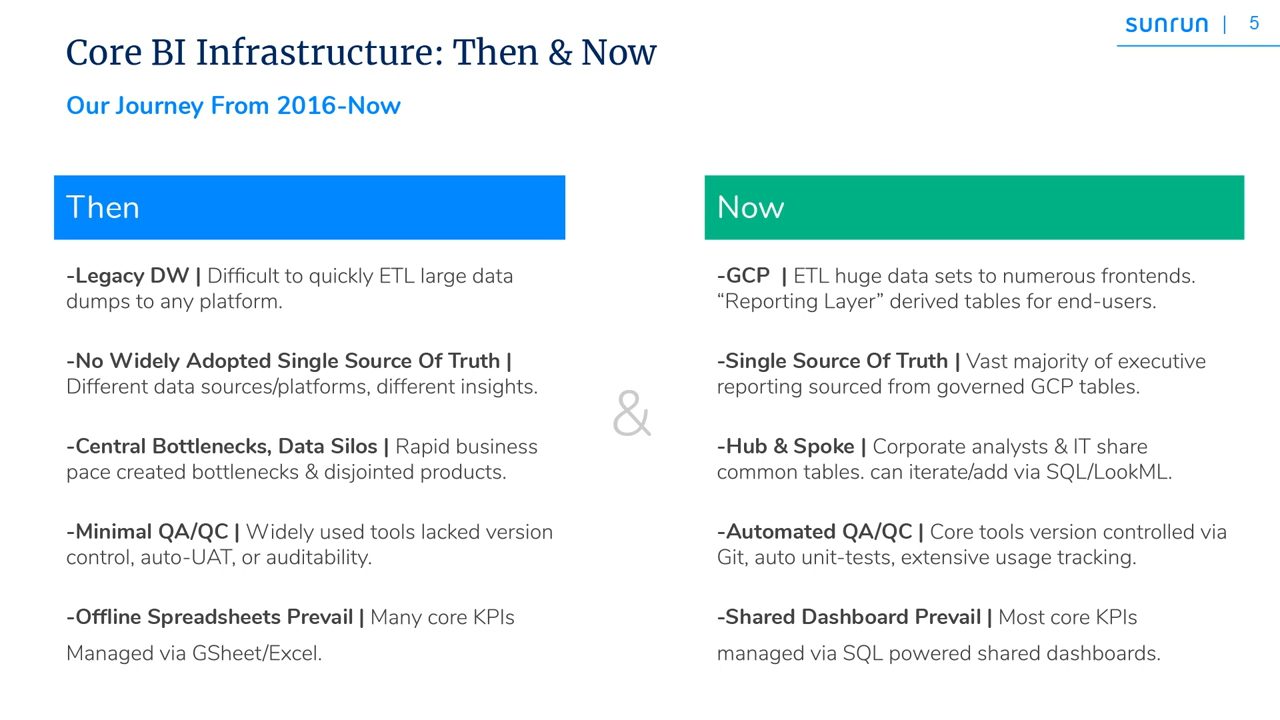 sunrun | 5
Core BI Infrastructure: Then & Now
Our Journey From 2016-Now
Then
-Legacy DW | Difficult to quickly ETL large data
dumps to any platform.
-No Widely Adopted Single Source Of Truth |
Different data sources/platforms, different insights.
-Central Bottlenecks, Data Silos | Rapid business
pace created bottlenecks & disjointed products.
-Minimal QA/QC | Widely used tools lacked version
control, auto-UAT, or auditability.
-Offline Spreadsheets Prevail | Many core KPIs
Managed via GSheet/Excel.
&
Now
-GCP  | ETL huge data sets to numerous frontends.
“Reporting Layer” derived tables for end-users.
-Single Source Of Truth | Vast majority of executive
reporting sourced from governed GCP tables.
-Hub & Spoke | Corporate analysts & IT share
common tables. can iterate/add via SQL/LookML.
-Automated QA/QC | Core tools version controlled via
Git, auto unit-tests, extensive usage tracking.
-Shared Dashboard Prevail | Most core KPIs
managed via SQL powered shared dashboards.